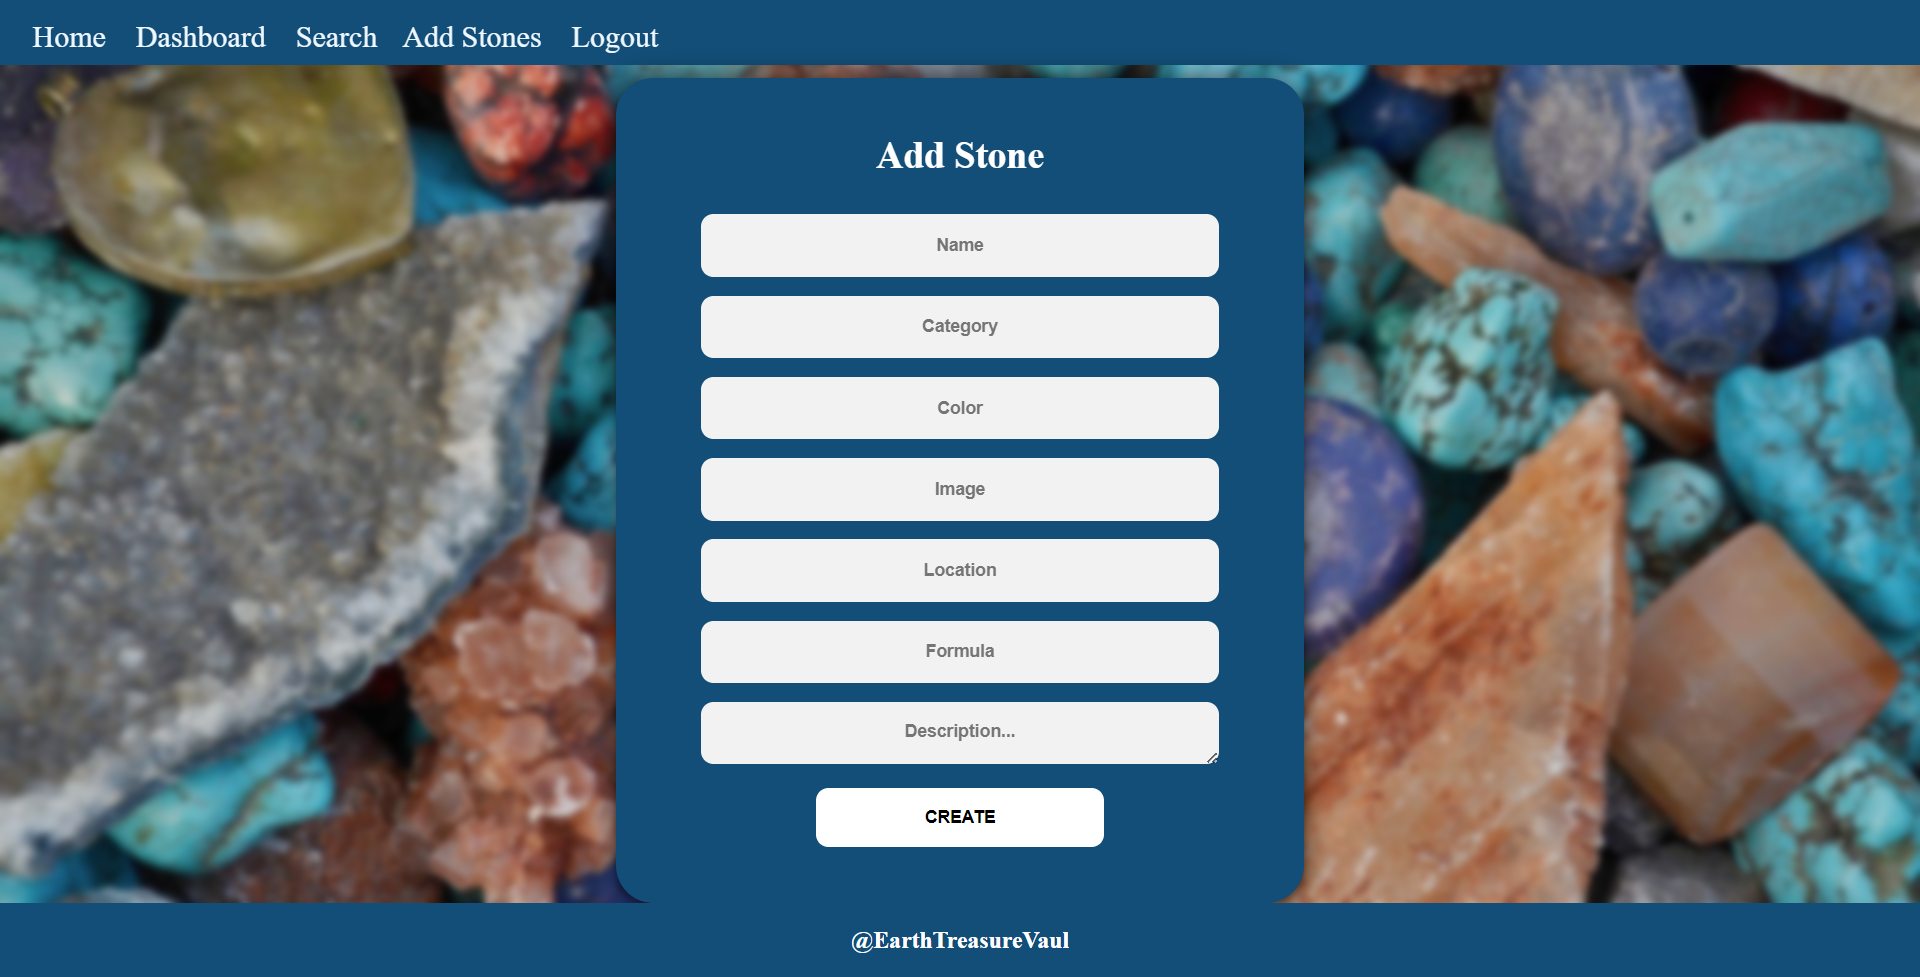 Home Dashboard Search Add Stones Logout
Add Stone
Name
Category
Color
Image
Location
Formula
Description...
CREATE
@EarthTreasureVaul